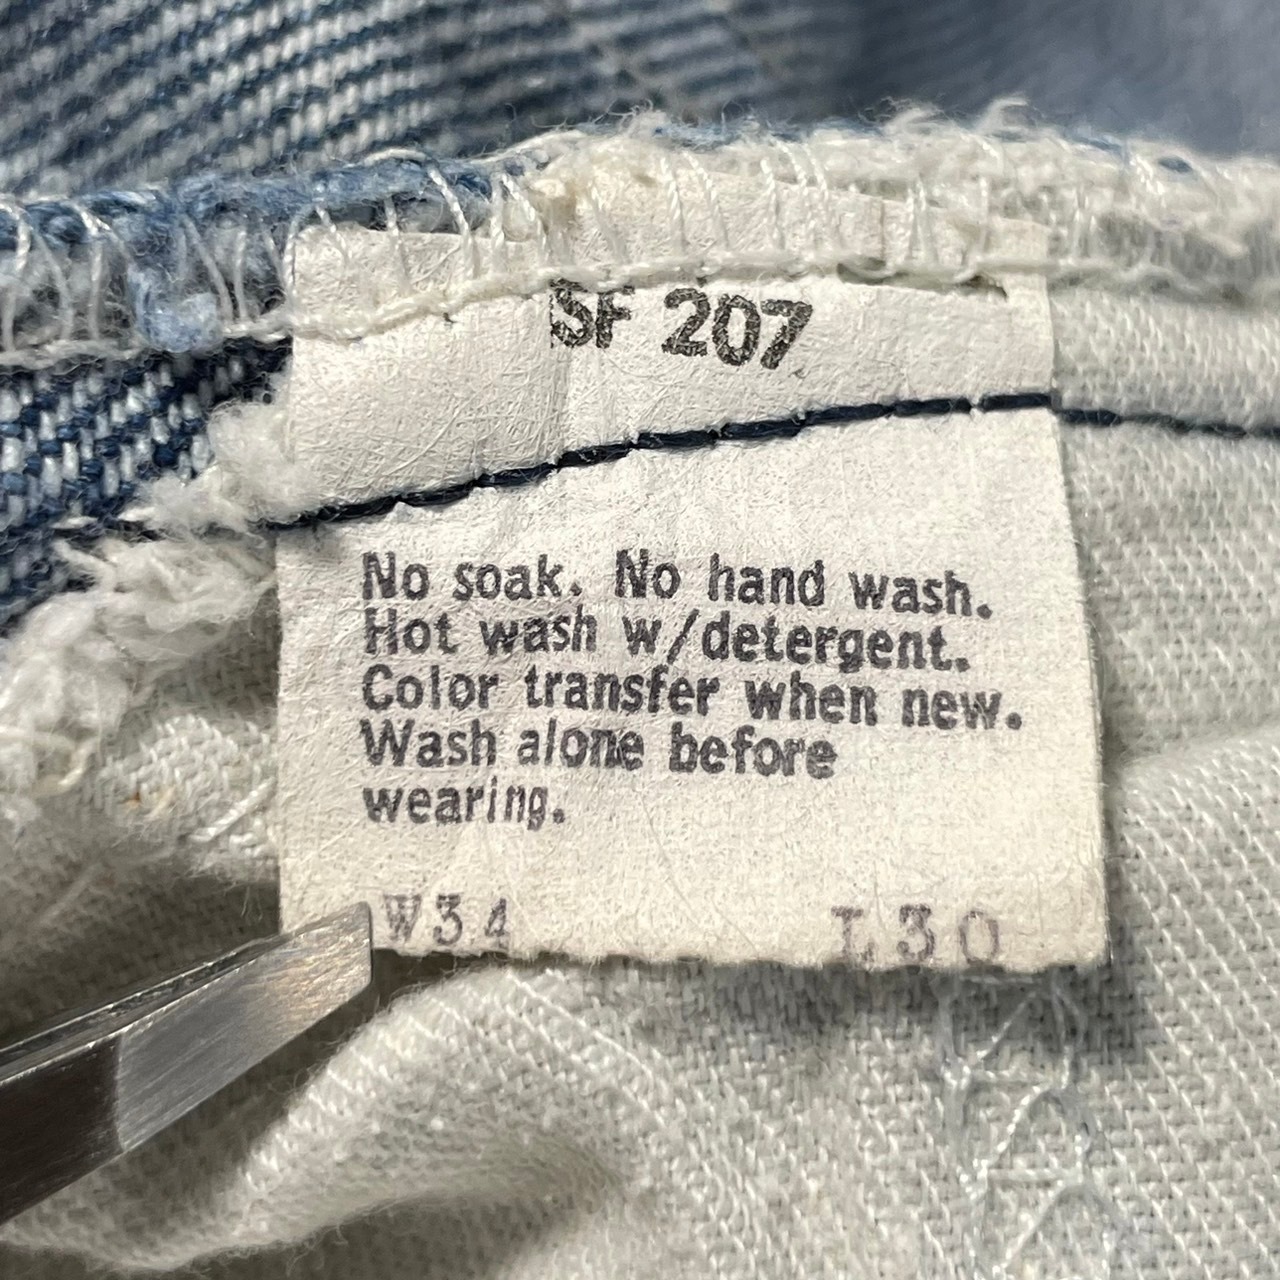 SF 207
No soak. No hand wash.
Hot wash w/detergent.
Color transfer when new.
Wash alone before
wearing.
W34 L30